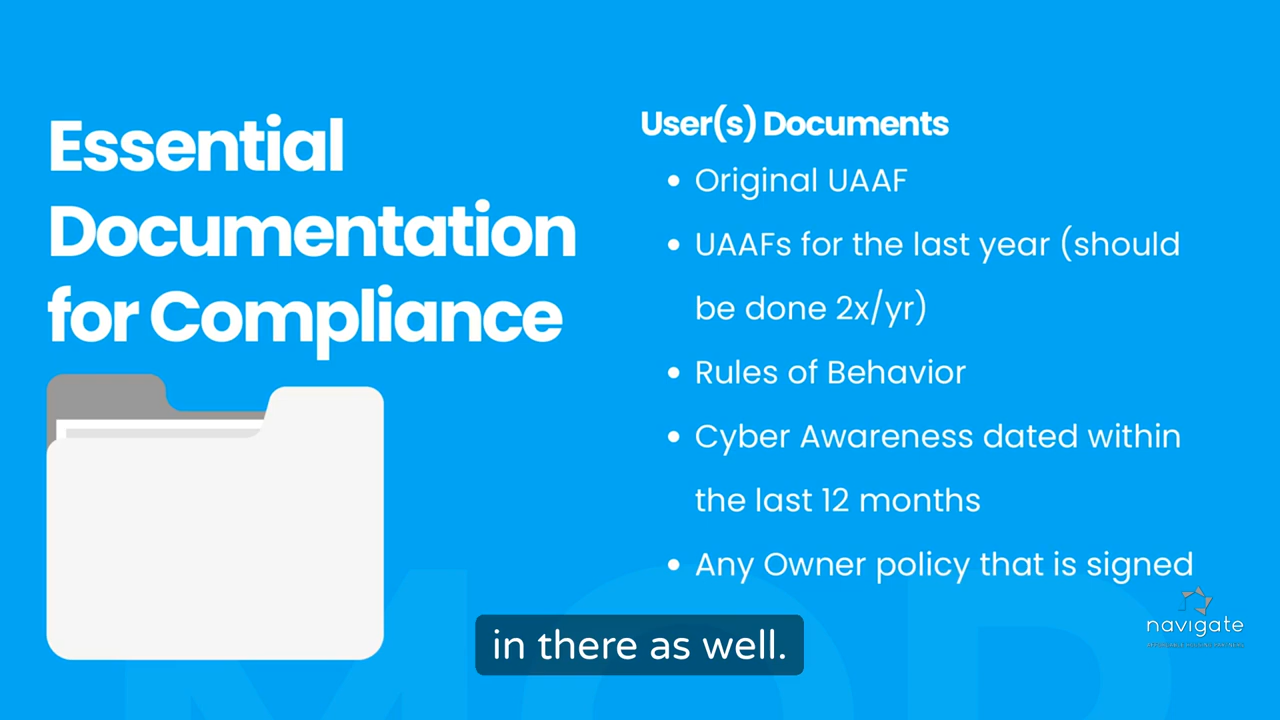 Essential
Documentation
for Compliance
User(s) Documents
• Original UAAF
• UAAFs for the last year (should
be done 2x/yr)
• Rules of Behavior
• Cyber Awareness dated within
the last 12 months
• Any Owner policy that is signed
in there as well.
navigate
MOR